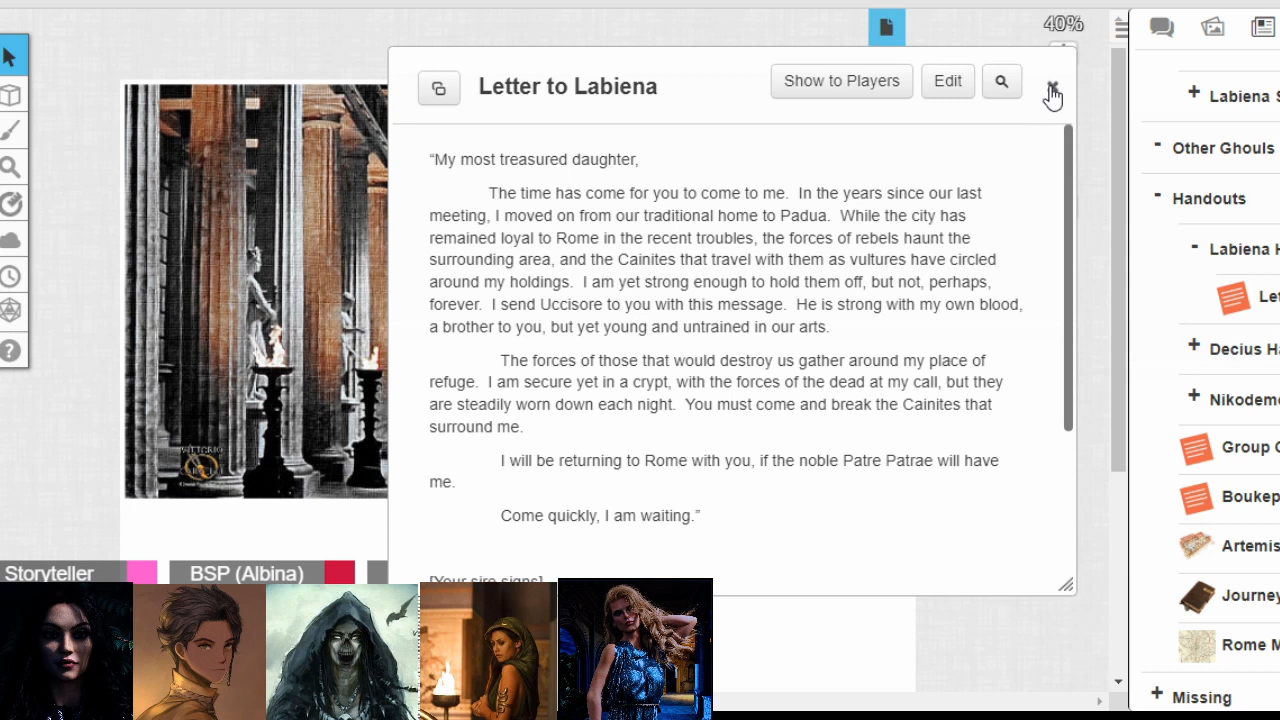 40%
Letter to Labiena
Show to Players
Edit
“My most treasured daughter,
The time has come for you to come to me. In the years since our last
meeting, I moved on from our traditional home to Padua. While the city has
remained loyal to Rome in the recent troubles, the forces of rebels haunt the
surrounding area, and the Cainites that travel with them as vultures have circled
around my holdings. I am yet strong enough to hold them off, but not, perhaps,
forever. I send Uccisore to you with this message. He is strong with my own blood,
a brother to you, but yet young and untrained in our arts.
The forces of those that would destroy us gather around my place of
refuge. I am secure yet in a crypt, with the forces of the dead at my call, but they
are steadily worn down each night. You must come and break the Cainites that
surround me.
I will be returning to Rome with you, if the noble Patre Patrae will have
me.
Come quickly, I am waiting.”
[Your sire signs]
+ Labiena S
- Other Ghouls
- Handouts
- Labiena H
Let
+ Decius Ha
+ Nikodemo
Group C
Boukep
Artemis
Journey
Rome M
+ Missing
Storyteller
BSP (Albina)